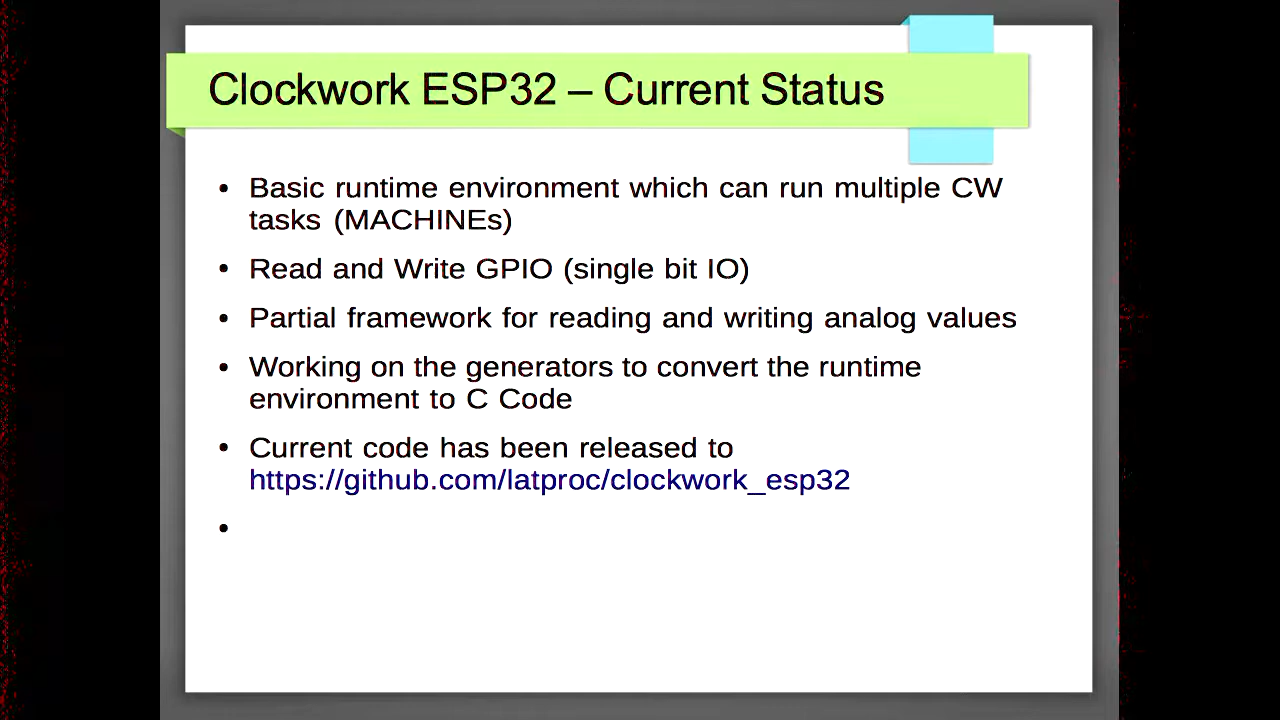 Clockwork ESP32 – Current Status
• Basic runtime environment which can run multiple CW
tasks (MACHINEs)
• Read and Write GPIO (single bit IO)
• Partial framework for reading and writing analog values
• Working on the generators to convert the runtime
environment to C Code
• Current code has been released to
https://github.com/latproc/clockwork_esp32
•